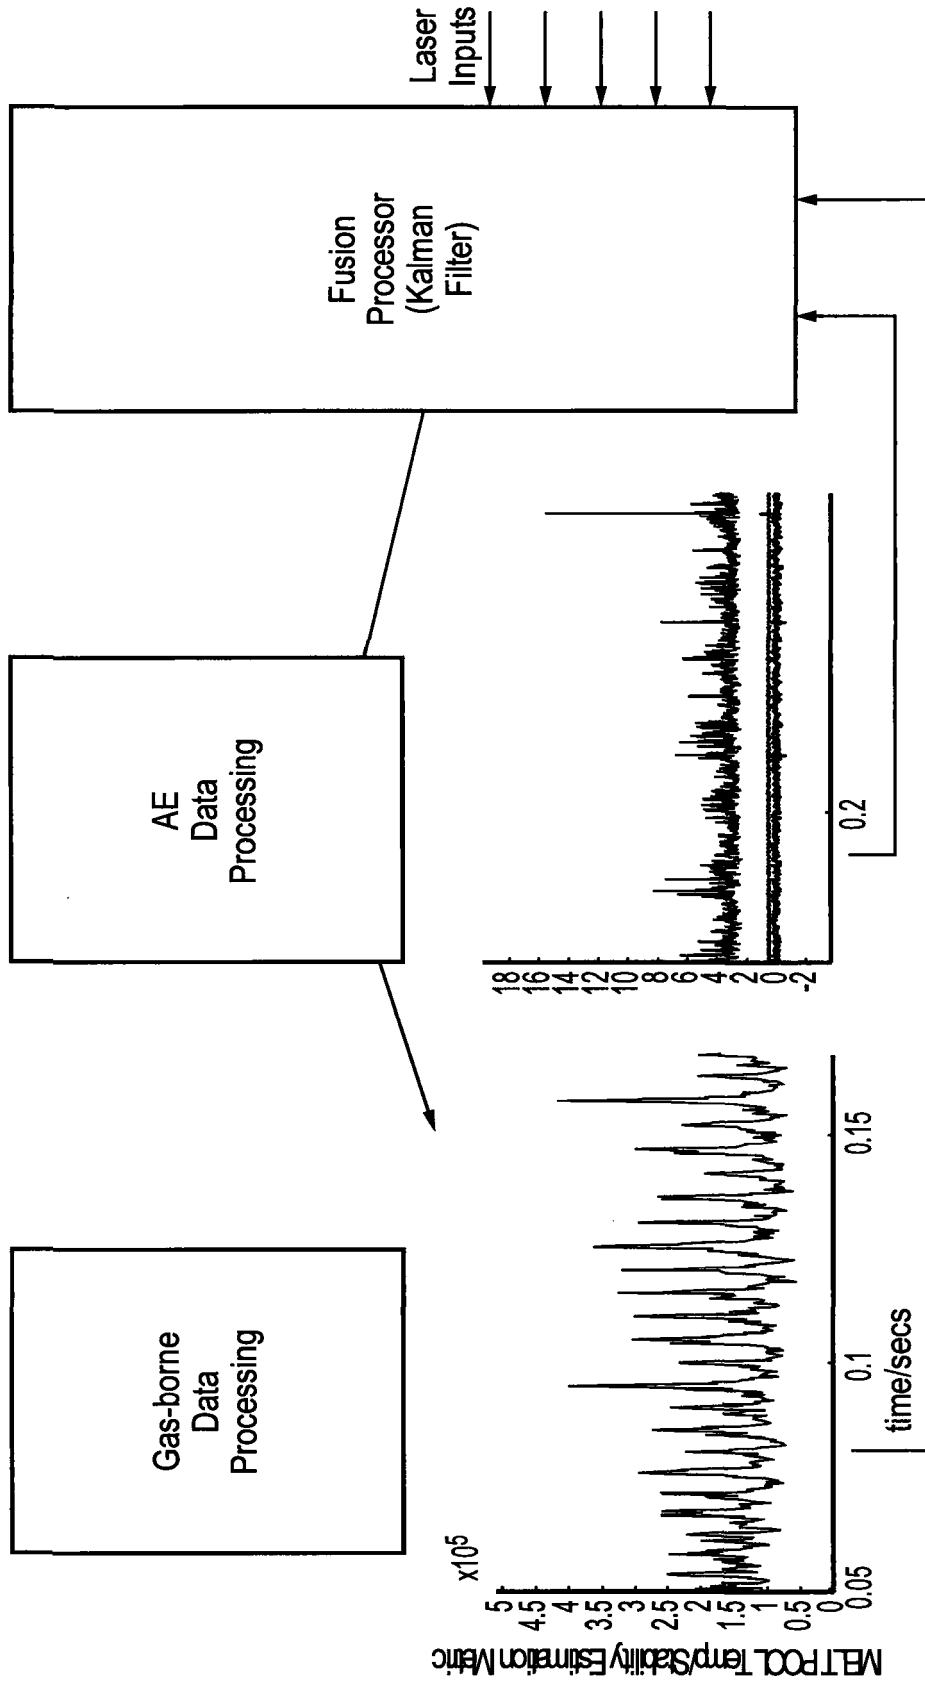 Gas-borne
Data
Processing
AE
Data
Processing
Fusion
Processor
(Kalman
Filter)
Laser
Inputs
x10⁵
MELT POOL Temp/Stability Estimation Metric
5
4.5
4
3.5
3
2.5
2
1.5
1
0.5
0
0.05
0.1
0.15
time/secs
18
16
14
12
10
8
6
4
2
0
-2
0.2